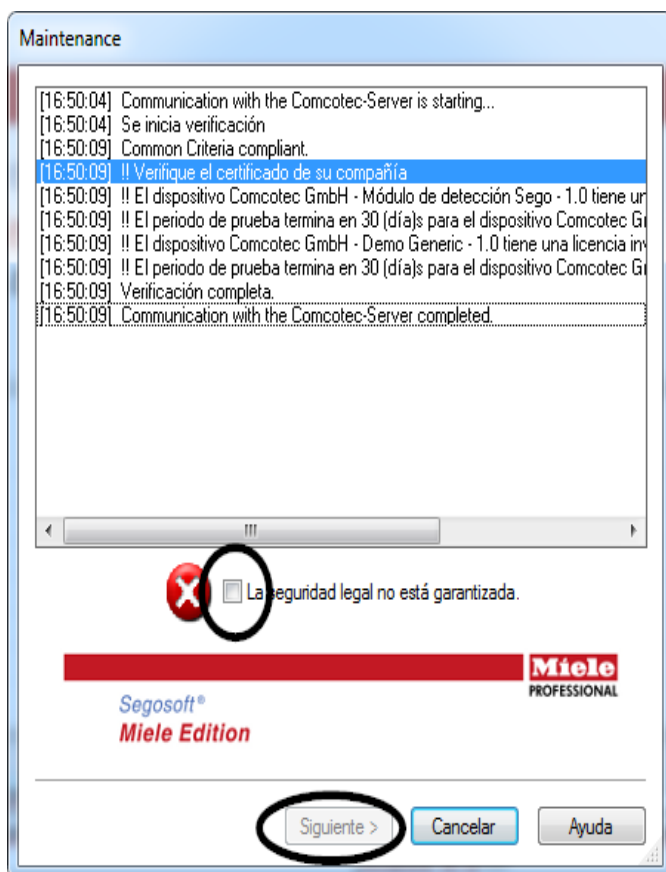 Maintenance
[16:50:04] Communication with the Comcotec-Server is starting...
[16:50:04] Se inicia verificación
[16:50:09] Common Criteria compliant.
[16:50:09] !! Verifique el certificado de su compañía
[16:50:09] !! El dispositivo Comcotec GmbH - Módulo de detección Sego - 1.0 tiene
[16:50:09] !! El periodo de prueba termina en 30 (día)s para el dispositivo Comcotec
[16:50:09] !! El dispositivo Comcotec GmbH - Demo Generic - 1.0 tiene una licencia
[16:50:09] !! El periodo de prueba termina en 30 (día)s para el dispositivo Comcotec
[16:50:09] Verificación completa.
[16:50:09] Communication with the Comcotec-Server completed.
La seguridad legal no está garantizada.
Miele
PROFESSIONAL
Segosoft®
Miele Edition
Siguiente >
Cancelar
Ayuda